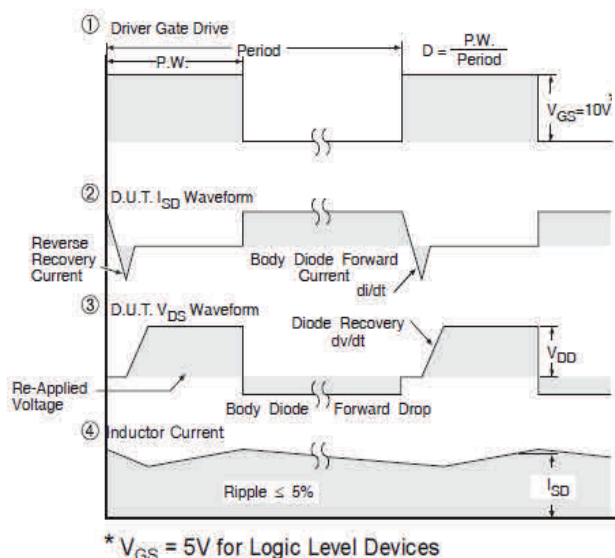 ① Driver Gate Drive
P.W.
Period
D = P.W.
Period
V_GS=10V*
② D.U.T. I_SD Waveform
Reverse
Recovery
Current
Body Diode Forward
Current
di/dt
③ D.U.T. V_DS Waveform
Diode Recovery
dv/dt
V_DD
Re-Applied
Voltage
Body Diode Forward Drop
④ Inductor Current
Ripple ≤ 5%
I_SD
* V_GS = 5V for Logic Level Devices